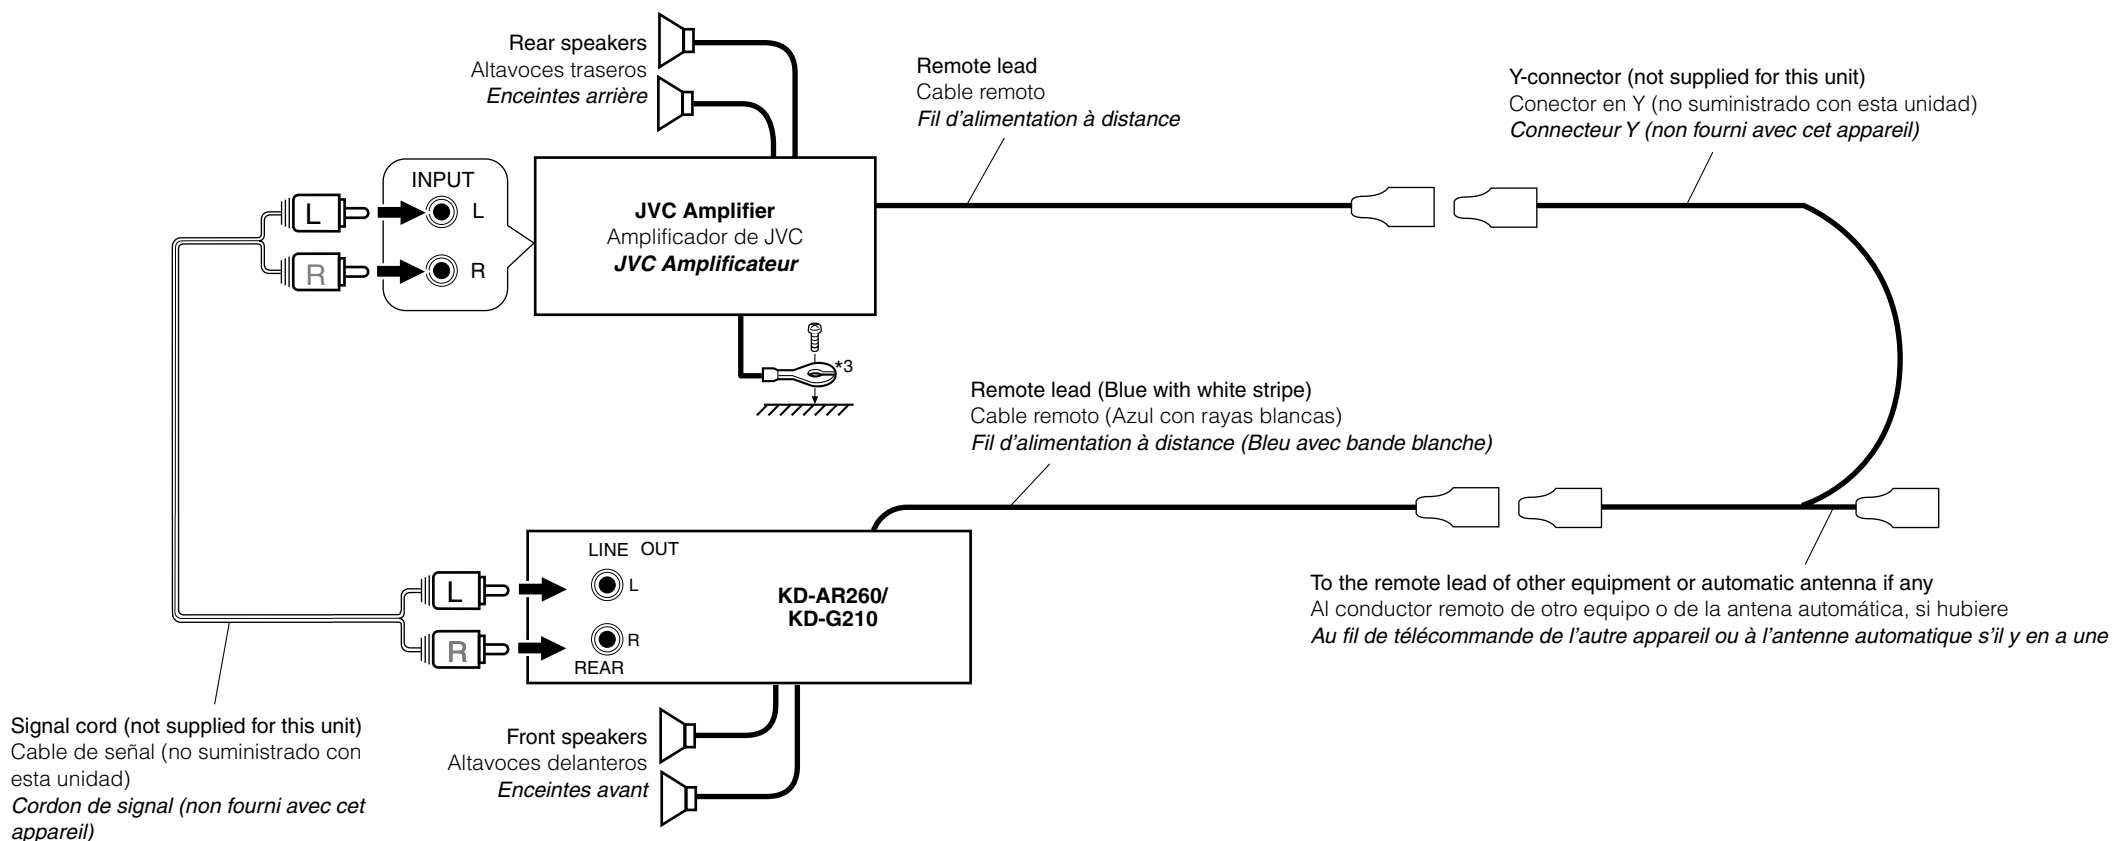 Rear speakers
Altavoces traseros
Enceintes arrière
Remote lead
Cable remoto
Fil d'alimentation à distance
Y-connector (not supplied for this unit)
Conector en Y (no suministrado con esta unidad)
Connecteur Y (non fourni avec cet appareil)
INPUT
L
L
R
R
JVC Amplifier
Amplificador de JVC
JVC Amplificateur
*3
Remote lead (Blue with white stripe)
Cable remoto (Azul con rayas blancas)
Fil d'alimentation à distance (Bleu avec bande blanche)
LINE OUT
L
L
R
R
REAR
KD-AR260/
KD-G210
To the remote lead of other equipment or automatic antenna if any
Al conductor remoto de otro equipo o de la antena automática, si hubiere
Au fil de télécommande de l'autre appareil ou à l'antenne automatique s'il y en a une
Signal cord (not supplied for this unit)
Cable de señal (no suministrado con
esta unidad)
Cordon de signal (non fourni avec cet
appareil)
Front speakers
Altavoces delanteros
Enceintes avant